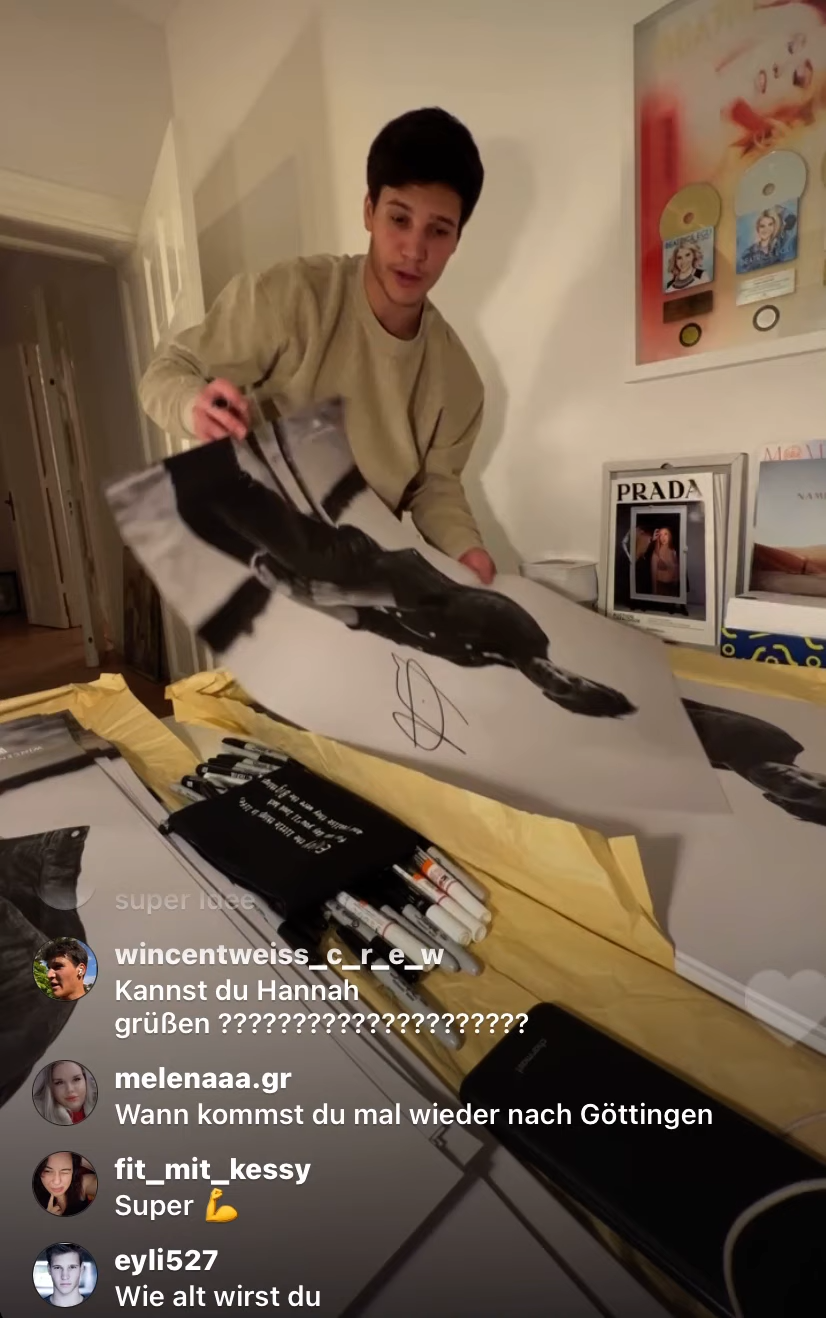 PRADA
super Idee
wincentweiss_c_r_e_w
Kannst du Hannah
grüßen ?????????????????????
melenaaa.gr
Wann kommst du mal wieder nach Göttingen
fit_mit_kessy
Super 💪
eyli527
Wie alt wirst du